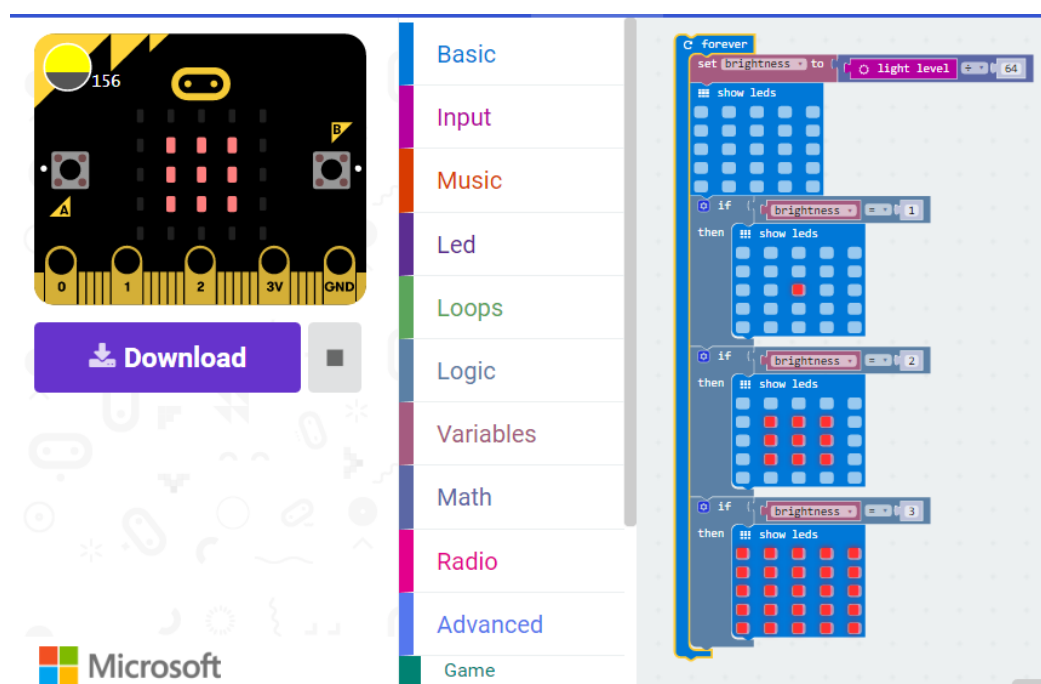 156
B
A
0 1 2 3V GND
Download
Microsoft
Basic
Input
Music
Led
Loops
Logic
Variables
Math
Radio
Advanced
Game
forever
set brightness to light level ÷ 64
show leds
if brightness = 1
then show leds
if brightness = 2
then show leds
if brightness = 3
then show leds